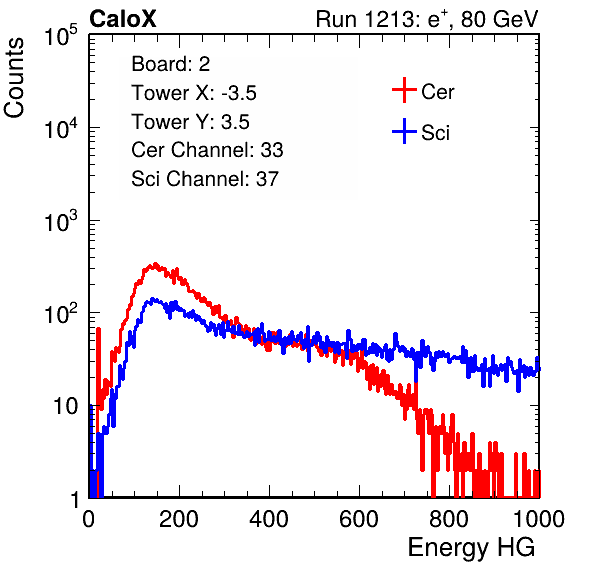 CaloX Run 1213: e⁺, 80 GeV
Counts
10⁵
10⁴
10³
10²
10
1
Board: 2
Tower X: -3.5
Tower Y: 3.5
Cer Channel: 33
Sci Channel: 37
Cer
Sci
0 200 400 600 800 1000
Energy HG